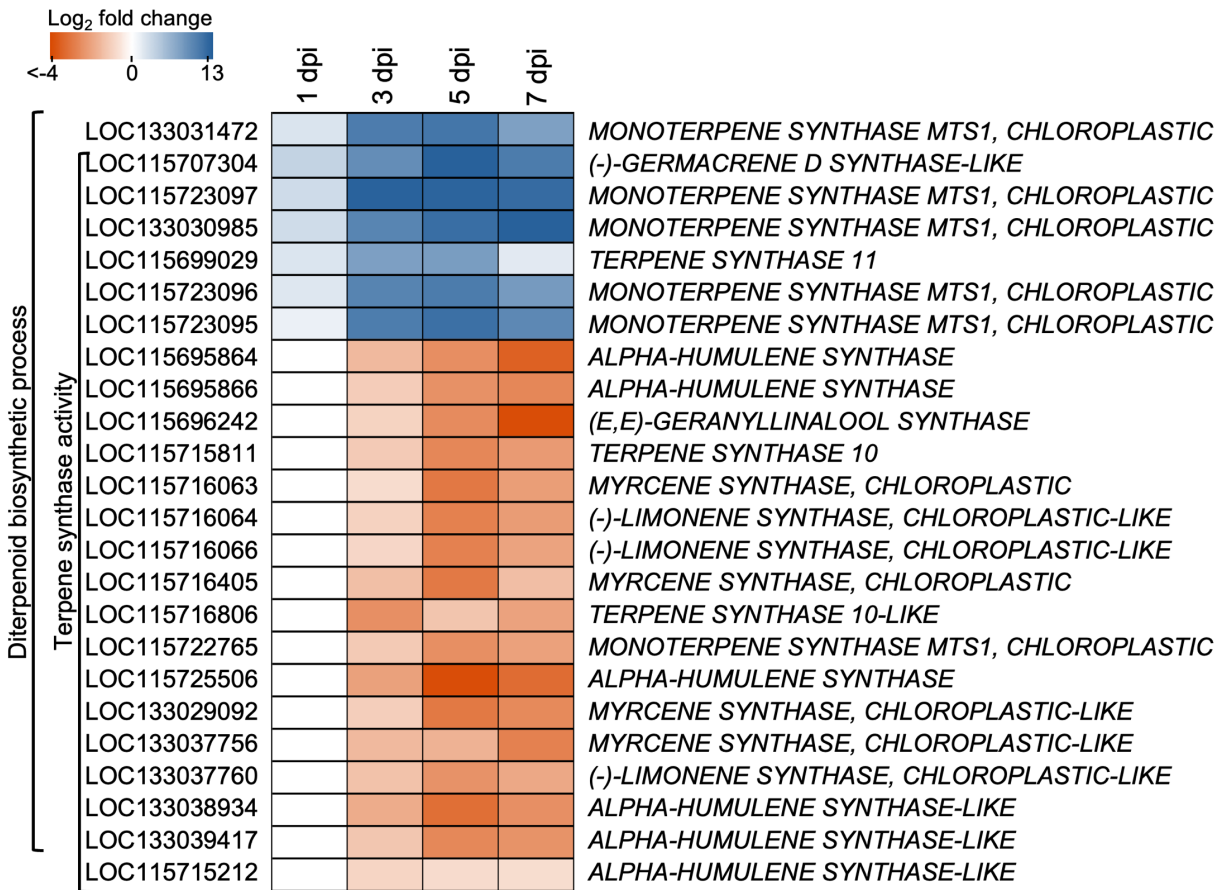 Log2 fold change
<-4 0 13
1 dpi 3 dpi 5 dpi 7 dpi
Diterpenoid biosynthetic process
Terpene synthase activity
LOC133031472 MONOTERPENE SYNTHASE MTS1, CHLOROPLASTIC
LOC115707304 (-)-GERMACRENE D SYNTHASE-LIKE
LOC115723097 MONOTERPENE SYNTHASE MTS1, CHLOROPLASTIC
LOC133030985 MONOTERPENE SYNTHASE MTS1, CHLOROPLASTIC
LOC115699029 TERPENE SYNTHASE 11
LOC115723096 MONOTERPENE SYNTHASE MTS1, CHLOROPLASTIC
LOC115723095 MONOTERPENE SYNTHASE MTS1, CHLOROPLASTIC
LOC115695864 ALPHA-HUMULENE SYNTHASE
LOC115695866 ALPHA-HUMULENE SYNTHASE
LOC115696242 (E,E)-GERANYLLINALOOL SYNTHASE
LOC115715811 TERPENE SYNTHASE 10
LOC115716063 MYRCENE SYNTHASE, CHLOROPLASTIC
LOC115716064 (-)-LIMONENE SYNTHASE, CHLOROPLASTIC-LIKE
LOC115716066 (-)-LIMONENE SYNTHASE, CHLOROPLASTIC-LIKE
LOC115716405 MYRCENE SYNTHASE, CHLOROPLASTIC
LOC115716806 TERPENE SYNTHASE 10-LIKE
LOC115722765 MONOTERPENE SYNTHASE MTS1, CHLOROPLASTIC
LOC115725506 ALPHA-HUMULENE SYNTHASE
LOC133029092 MYRCENE SYNTHASE, CHLOROPLASTIC-LIKE
LOC133037756 MYRCENE SYNTHASE, CHLOROPLASTIC-LIKE
LOC133037760 (-)-LIMONENE SYNTHASE, CHLOROPLASTIC-LIKE
LOC133038934 ALPHA-HUMULENE SYNTHASE-LIKE
LOC133039417 ALPHA-HUMULENE SYNTHASE-LIKE
LOC115715212 ALPHA-HUMULENE SYNTHASE-LIKE